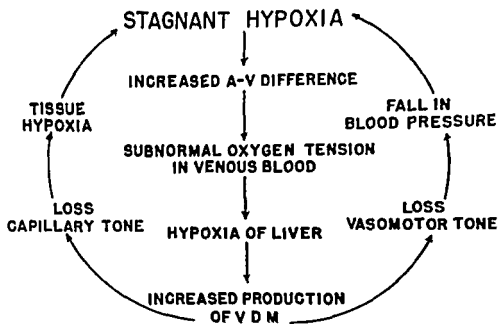 STAGNANT HYPOXIA
INCREASED A-V DIFFERENCE
TISSUE
HYPOXIA
FALL IN
BLOOD PRESSURE
SUBNORMAL OXYGEN TENSION
IN VENOUS BLOOD
LOSS
CAPILLARY TONE
LOSS
VASOMOTOR TONE
HYPOXIA OF LIVER
INCREASED PRODUCTION
OF V D M